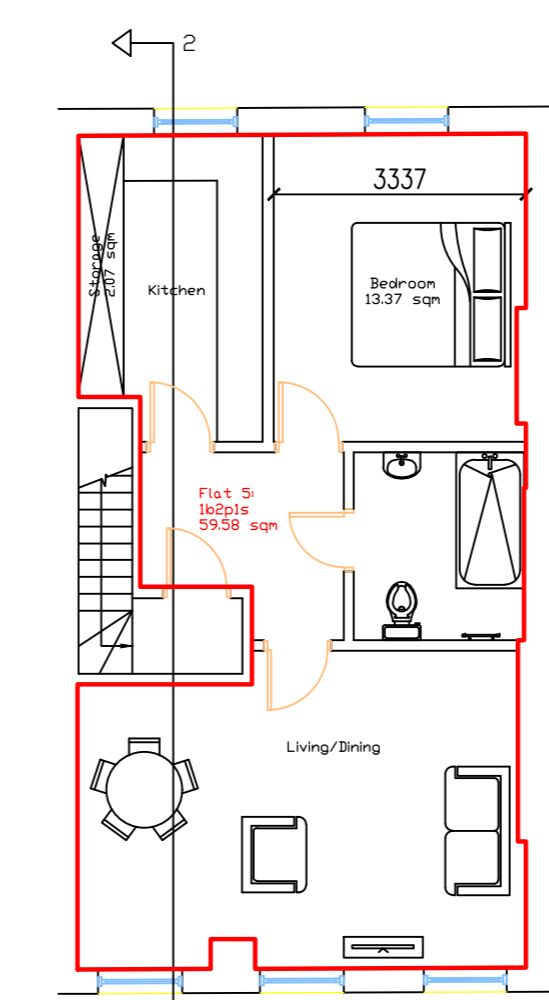 2
3337
Storage
2.07 sqm
Kitchen
Bedroom
13.37 sqm
Flat 5:
1b2p1s
59.58 sqm
Living/Dining